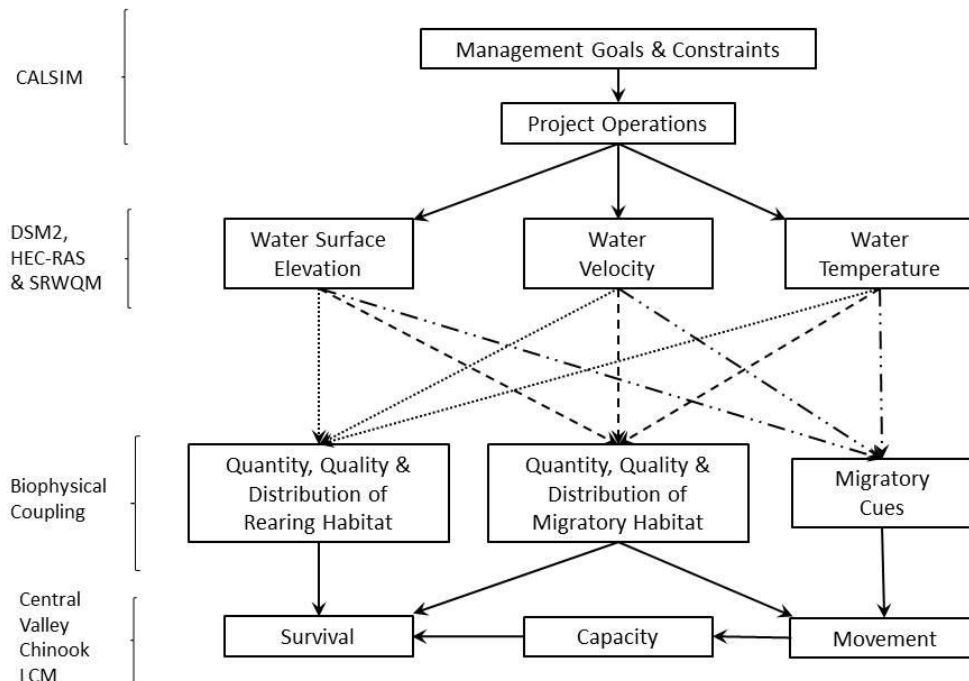 Management Goals & Constraints
CALSIM
Project Operations
DSM2,
HEC-RAS
& SRWQM
Water Surface
Elevation
Water
Velocity
Water
Temperature
Biophysical
Coupling
Quantity, Quality &
Distribution of
Rearing Habitat
Quantity, Quality &
Distribution of
Migratory Habitat
Migratory
Cues
Central
Valley
Chinook
LCM
Survival
Capacity
Movement